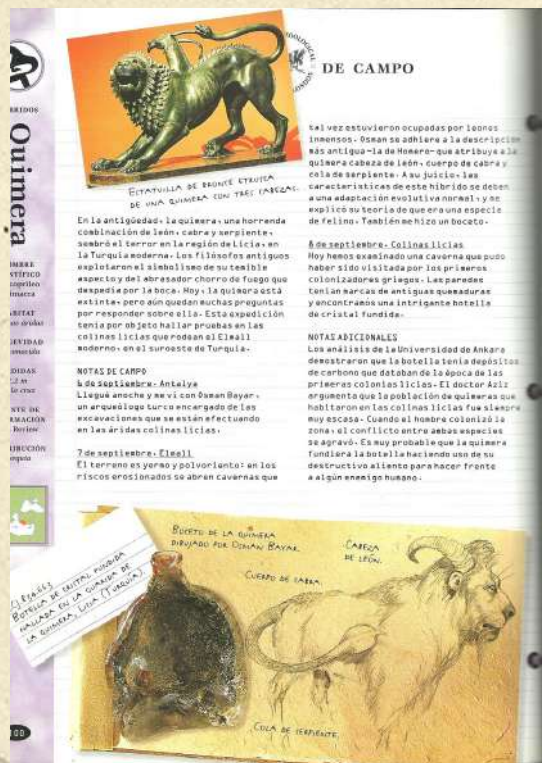 DE CAMPO
Quimera
ESTATUILLA DE BRONCE ETRUSCA
DE UNA QUIMERA CON TRES CABEZAS.
En la antigüedad, la quimera, una horrenda
combinación de león, cabra y serpiente,
sembró el terror en la región de Licia, en
la Turquía moderna. Los filósofos antiguos
explotaron el simbolismo de su temible
aspecto y del abrasador chorro de fuego que
despedía por la boca. Hoy, la quimera está
extinta, pero aún quedan muchas preguntas
por responder sobre ella. Esta expedición
tenía por objeto hallar pruebas en las
colinas licias que rodean el Elmali
moderno, en el suroeste de Turquía.
NOTAS DE CAMPO
6 de septiembre. Antalya
Llegué anoche y me vi con Osman Bayar,
un arqueólogo turco encargado de las
excavaciones que se están efectuando
en las áridas colinas licias.
7 de septiembre. Elmali
El terreno es yermo y polvoriento: en los
riscos erosionados se abren cavernas que
tal vez estuvieron ocupadas por leones
inmensos. Osman se adhiere a la descripción
más antigua —la de Homero— que atribuye a la
quimera cabeza de león, cuerpo de cabra y
cola de serpiente. A su juicio, las
características de este híbrido se deben
a una adaptación evolutiva normal, y me
explicó su teoría de que era una especie
de felino. También me hizo un boceto.
8 de septiembre. Colinas licias
Hoy hemos examinado una caverna que pudo
haber sido visitada por los primeros
colonizadores griegos. Las paredes
tenían marcas de antiguas quemaduras
y encontramos una intrigante botella
de cristal fundida.
NOTAS ADICIONALES
Los análisis de la Universidad de Ankara
demostraron que la botella tenía depósitos
de carbono que databan de la época de las
primeras colonias licias. El doctor Aziz
argumentó que la población de quimeras que
habitaron en las colinas licias fue siempre
muy escasa. Cuando el hombre colonizó la
zona, el conflicto entre ambas especies
se agravó. Es muy probable que la quimera
fundiera la botella haciendo uso de su
destructivo aliento para hacer frente
a algún enemigo humano.
BOCETO DE LA QUIMERA
DIBUJADO POR OSMAN BAYAR.
CABEZA
DE LEÓN.
CUERPO DE CABRA.
COLA DE SERPIENTE.
BOTELLA DE CRISTAL FUNDIDA
HALLADA EN LA GUARIDA DE
LA QUIMERA, LICIA (TURQUÍA).
100